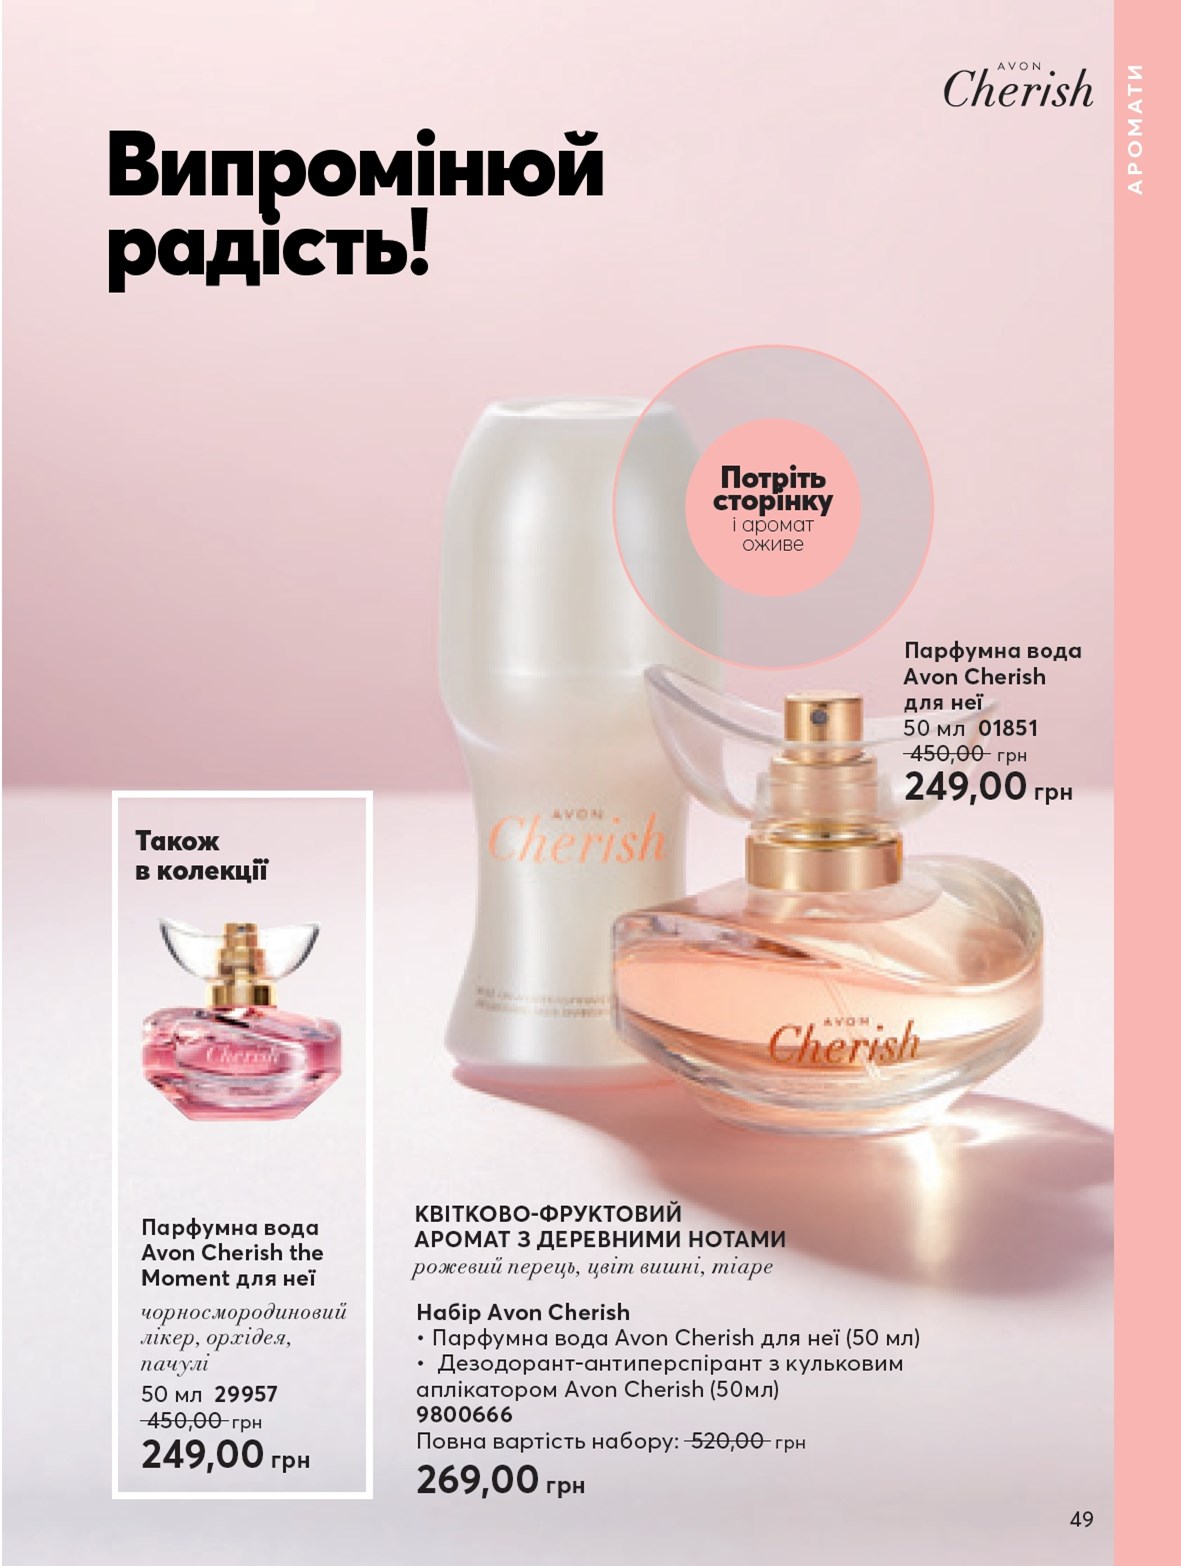 AVON
Cherish
АРОМАТИ
Випромінюй
радість!
Потріть
сторінку
і аромат
оживе
Парфумна вода
Avon Cherish
для неї
50 мл 01851
450,00 грн
249,00 грн
AVON
Cherish
AVON
Cherish
Також
в колекції
Cherish
Парфумна вода
Avon Cherish the
Moment для неї
чорносмородиновий
лікер, орхідея,
пачулі
50 мл 29957
450,00 грн
249,00 грн
КВІТКОВО-ФРУКТОВИЙ
АРОМАТ З ДЕРЕВНИМИ НОТАМИ
рожевий перець, цвіт вишні, тіаре
Набір Avon Cherish
• Парфумна вода Avon Cherish для неї (50 мл)
• Дезодорант-антиперспірант з кульковим
аплікатором Avon Cherish (50мл)
9800666
Повна вартість набору: 520,00 грн
269,00 грн
49